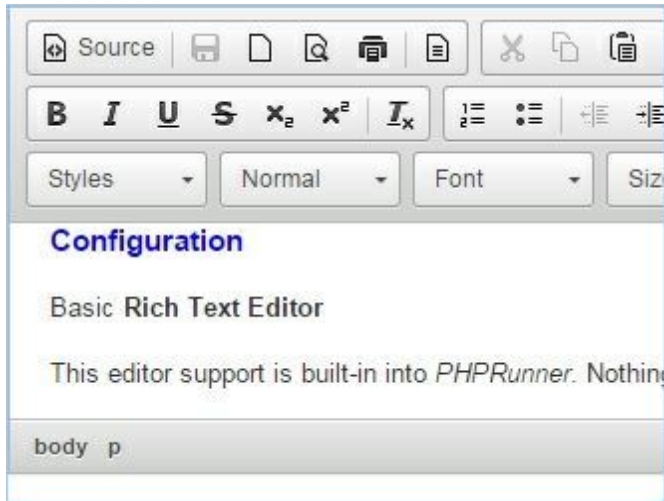 Source
B I U S x₂ x² Iₓ
Styles Normal Font
Configuration
Basic Rich Text Editor
This editor support is built-in into PHPRunner.
body p